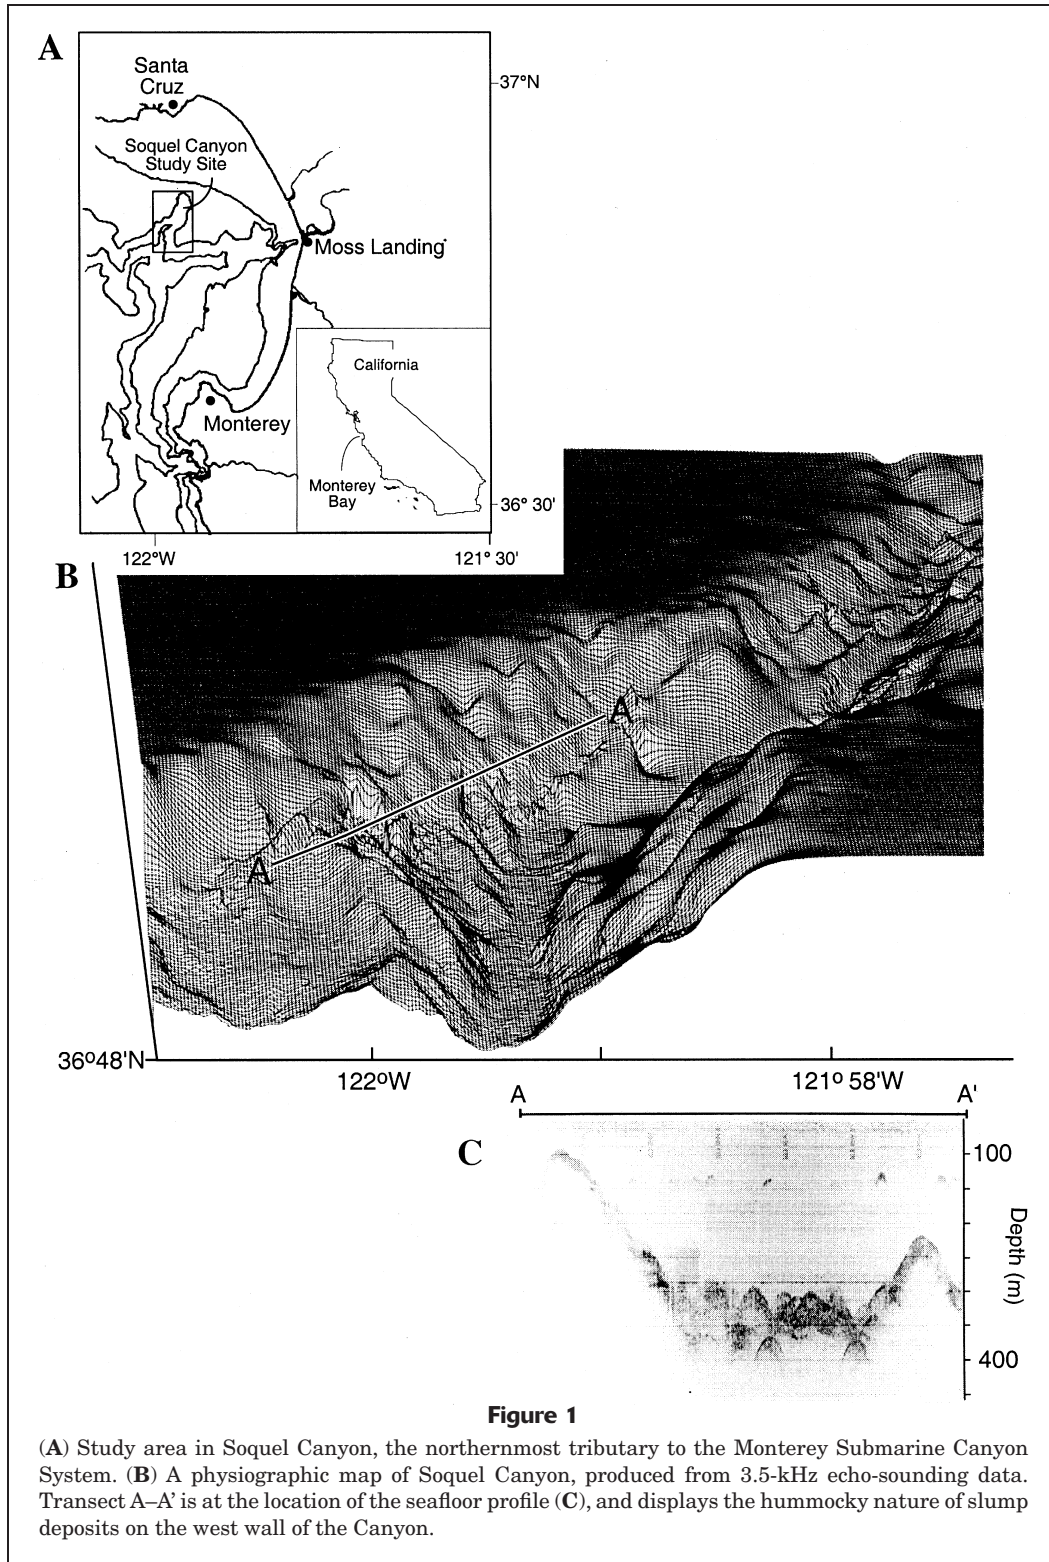 A
Santa
Cruz
37°N
Soquel Canyon
Study Site
Moss Landing
California
Monterey
Monterey
Bay
36° 30'
122°W
121° 30'
B
A
A
36°48'N
122°W
121° 58'W
A
A'
C
100
Depth (m)
400
Figure 1
(A) Study area in Soquel Canyon, the northernmost tributary to the Monterey Submarine Canyon
System. (B) A physiographic map of Soquel Canyon, produced from 3.5-kHz echo-sounding data.
Transect A–A’ is at the location of the seafloor profile (C), and displays the hummocky nature of slump
deposits on the west wall of the Canyon.